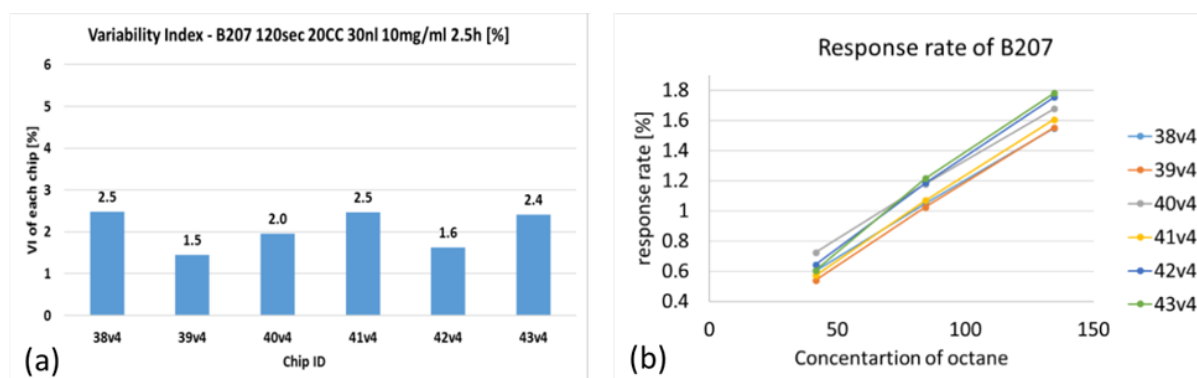 Variability Index - B207 120sec 20CC 30nl 10mg/ml 2.5h [%]
VI of each chip [%]
6
5
4
3
2
1
0
2.5
1.5
2.0
2.5
1.6
2.4
38v4
39v4
40v4
41v4
42v4
43v4
Chip ID
(a)
Response rate of B207
response rate [%]
1.8
1.6
1.4
1.2
1
0.8
0.6
0.4
0
50
100
150
Concentartion of octane
38v4
39v4
40v4
41v4
42v4
43v4
(b)